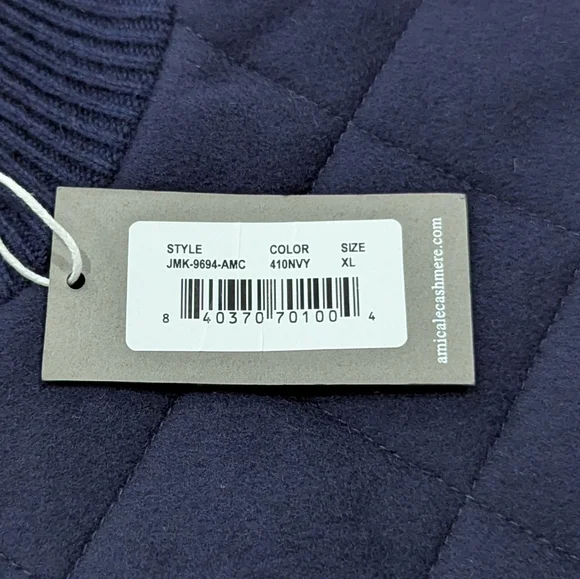 STYLE COLOR SIZE
JMK-9694-AMC 410NVY XL
8 40370 70100 4
amicalecashmere.com